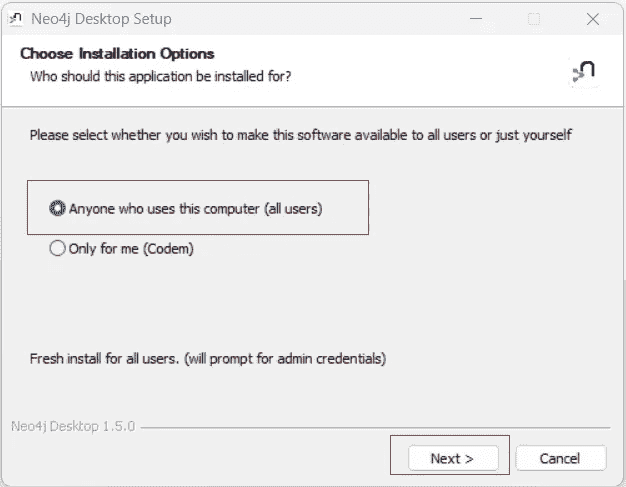 Neo4j Desktop Setup
Choose Installation Options
Who should this application be installed for?
Please select whether you wish to make this software available to all users or just yourself
Anyone who uses this computer (all users)
Only for me (Codem)
Fresh install for all users. (will prompt for admin credentials)
Neo4j Desktop 1.5.0
Next >
Cancel